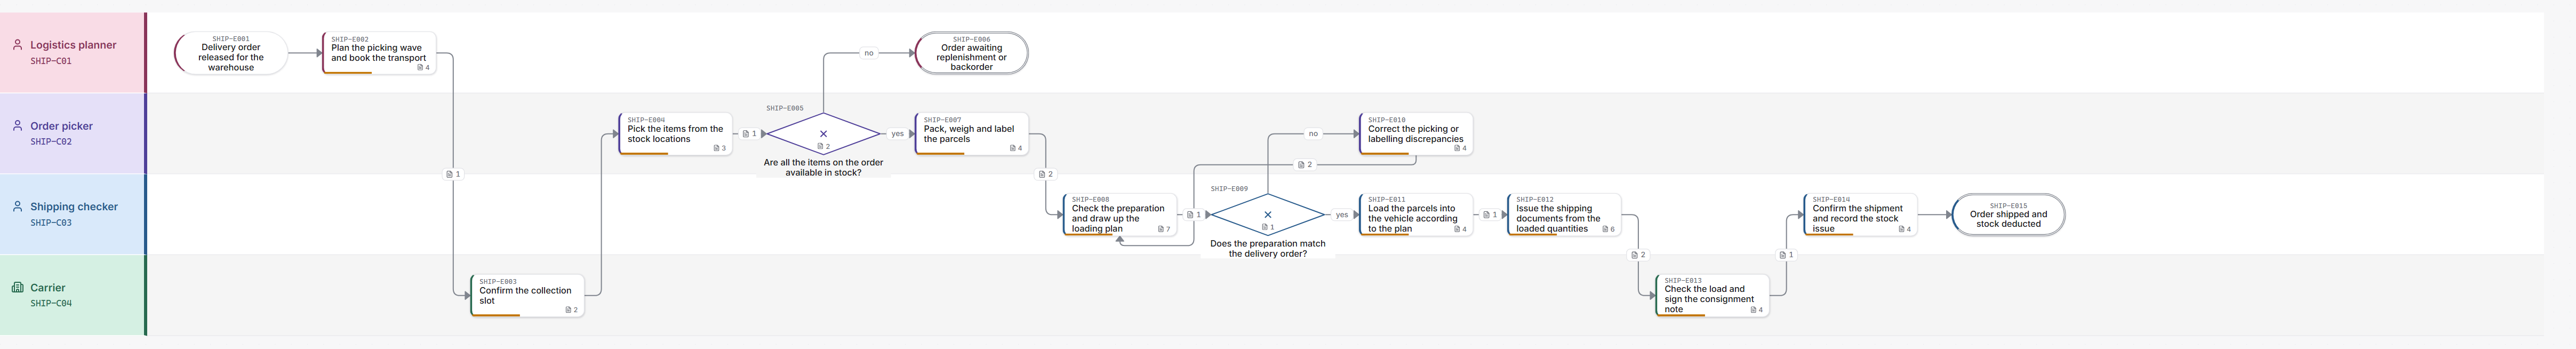 Logistics planner
SHIP-C01
SHIP-E001
Delivery order
released for the
warehouse
SHIP-E002
Plan the picking wave
and book the transport
4
no
SHIP-E006
Order awaiting
replenishment or
backorder
Order picker
SHIP-C02
1
SHIP-E004
Pick the items from the
stock locations
3
1
SHIP-E005
2
Are all the items on the order
available in stock?
yes
SHIP-E007
Pack, weigh and label
the parcels
4
2
no
SHIP-E010
Correct the picking or
labelling discrepancies
4
2
Shipping checker
SHIP-C03
SHIP-E008
Check the preparation
and draw up the
loading plan
7
1
SHIP-E009
1
Does the preparation match
the delivery order?
yes
SHIP-E011
Load the parcels into
the vehicle according
to the plan
4
1
SHIP-E012
Issue the shipping
documents from the
loaded quantities
6
2
SHIP-E014
Confirm the shipment
and record the stock
issue
4
1
SHIP-E015
Order shipped and
stock deducted
Carrier
SHIP-C04
SHIP-E003
Confirm the collection
slot
2
SHIP-E013
Check the load and
sign the consignment
note
4